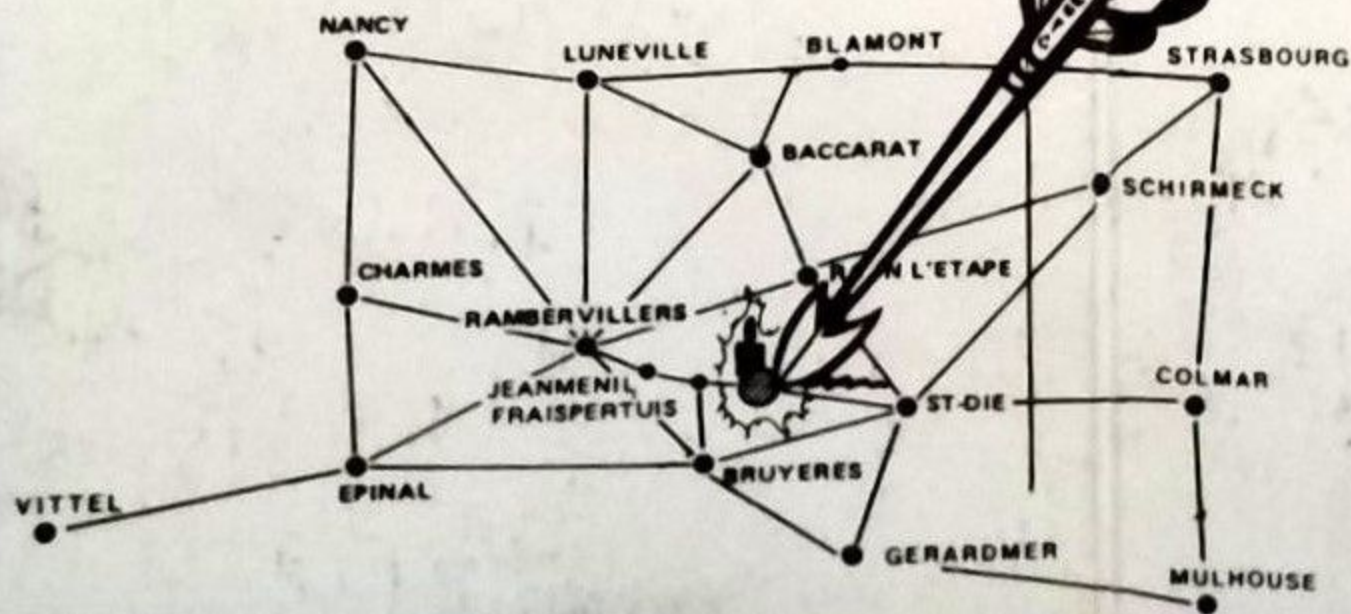 NANCY
LUNEVILLE
BLAMONT
STRASBOURG
BACCARAT
SCHIRMECK
CHARMES
L'ETAPE
RAMBERVILLERS
JEANMENIL
FRAISPERTUIS
COLMAR
ST-DIE
BRUYERES
EPINAL
VITTEL
GERARDMER
MULHOUSE